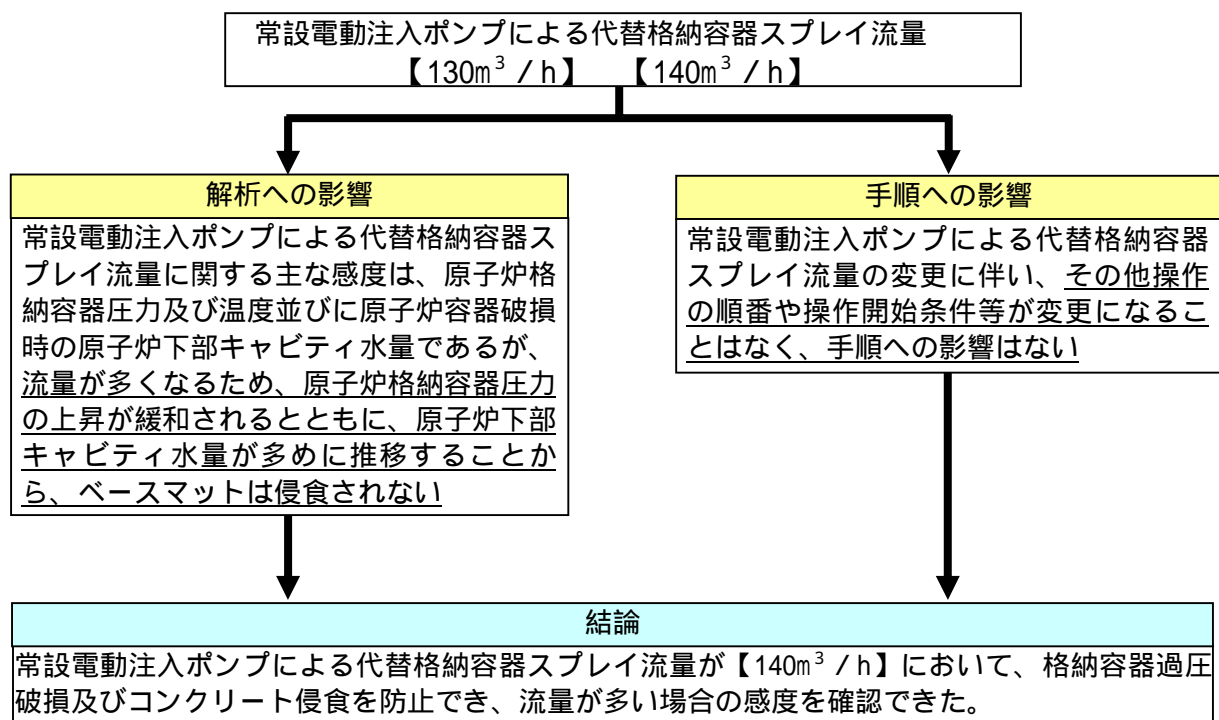 常設電動注入ポンプによる代替格納容器スプレイ流量
【130m³/h】 【140m³/h】
解析への影響
常設電動注入ポンプによる代替格納容器ス
プレイ流量に関する主な感度は、原子炉格
納容器圧力及び温度並びに原子炉容器破損
時の原子炉下部キャビティ水量であるが、
流量が多くなるため、原子炉格納容器圧力
の上昇が緩和されるとともに、原子炉下部
キャビティ水量が多めに推移することか
ら、ベースマットは侵食されない
手順への影響
常設電動注入ポンプによる代替格納容器
スプレイ流量の変更に伴い、その他操作
の順番や操作開始条件等が変更になるこ
とはなく、手順への影響はない
結論
常設電動注入ポンプによる代替格納容器スプレイ流量が【140m³/h】において、格納容器過圧
破損及びコンクリート侵食を防止でき、流量が多い場合の感度を確認できた。